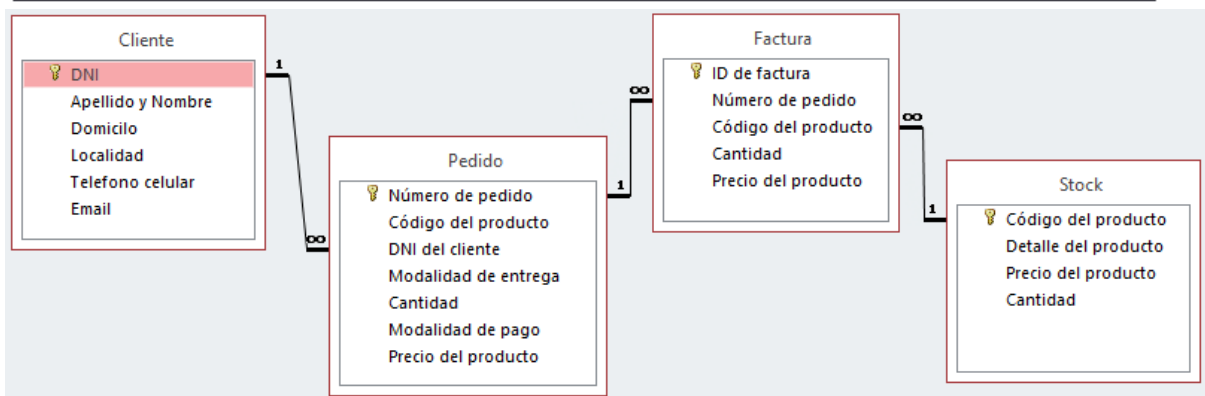 Cliente
DNI
Apellido y Nombre
Domicilo
Localidad
Telefono celular
Email
1
∞
Pedido
Número de pedido
Código del producto
DNI del cliente
Modalidad de entrega
Cantidad
Modalidad de pago
Precio del producto
1
∞
Factura
ID de factura
Número de pedido
Código del producto
Cantidad
Precio del producto
∞
1
Stock
Código del producto
Detalle del producto
Precio del producto
Cantidad